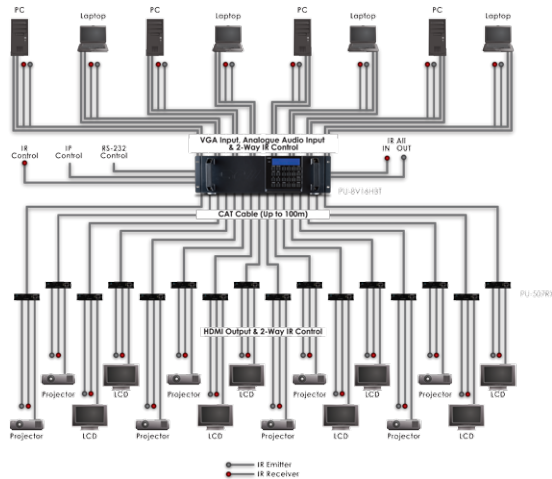 PC
Laptop
PC
Laptop
PC
Laptop
PC
Laptop
VGA Input, Analogue Audio Input
& 2-Way IR Control
IR
Control
IP
Control
RS-232
Control
IR All
IN OUT
PU-8V16HBT
CAT Cable (Up to 100m)
PU-507RX
HDMI Output & 2-Way IR Control
Projector
LCD
Projector
LCD
Projector
LCD
Projector
LCD
Projector
LCD
Projector
LCD
Projector
LCD
Projector
LCD
IR Emitter
IR Receiver